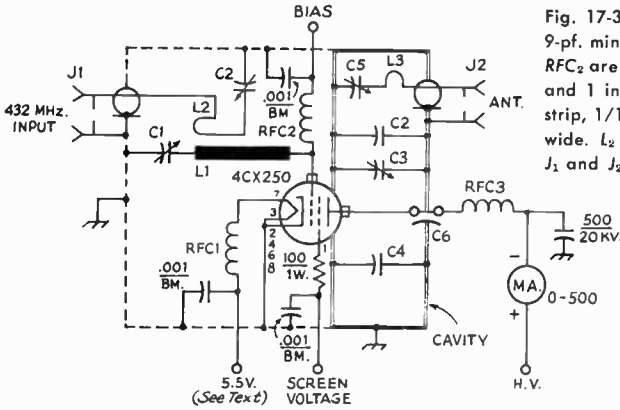 BIAS
J1
432 MHz.
INPUT
L2
C2
.001
BM
RFC2
C1
L1
4CX250
C5
L3
J2
ANT.
C2
C3
RFC3
C6
500
20 KV.
7
3
2
4
6
8
1
RFC1
.001
BM.
100
1W.
.001
BM.
C4
CAVITY
−
MA.
+
0-500
5.5V.
(See Text)
SCREEN
VOLTAGE
H.V.
Fig. 17-3
9-pf. min
RFC2 are
and 1 in
strip, 1/1
wide. L2
J1 and J2